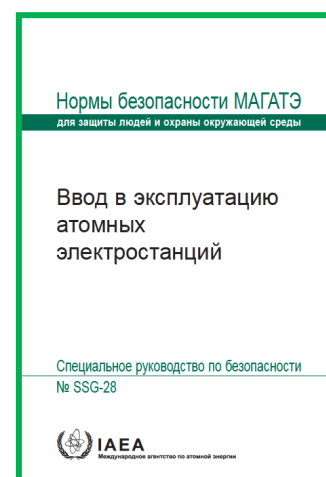 Нормы безопасности МАГАТЭ
для защиты людей и охраны окружающей среды
Ввод в эксплуатацию
атомных
электростанций
Специальное руководство по безопасности
№ SSG-28
IAEA
Международное агентство по атомной энергии